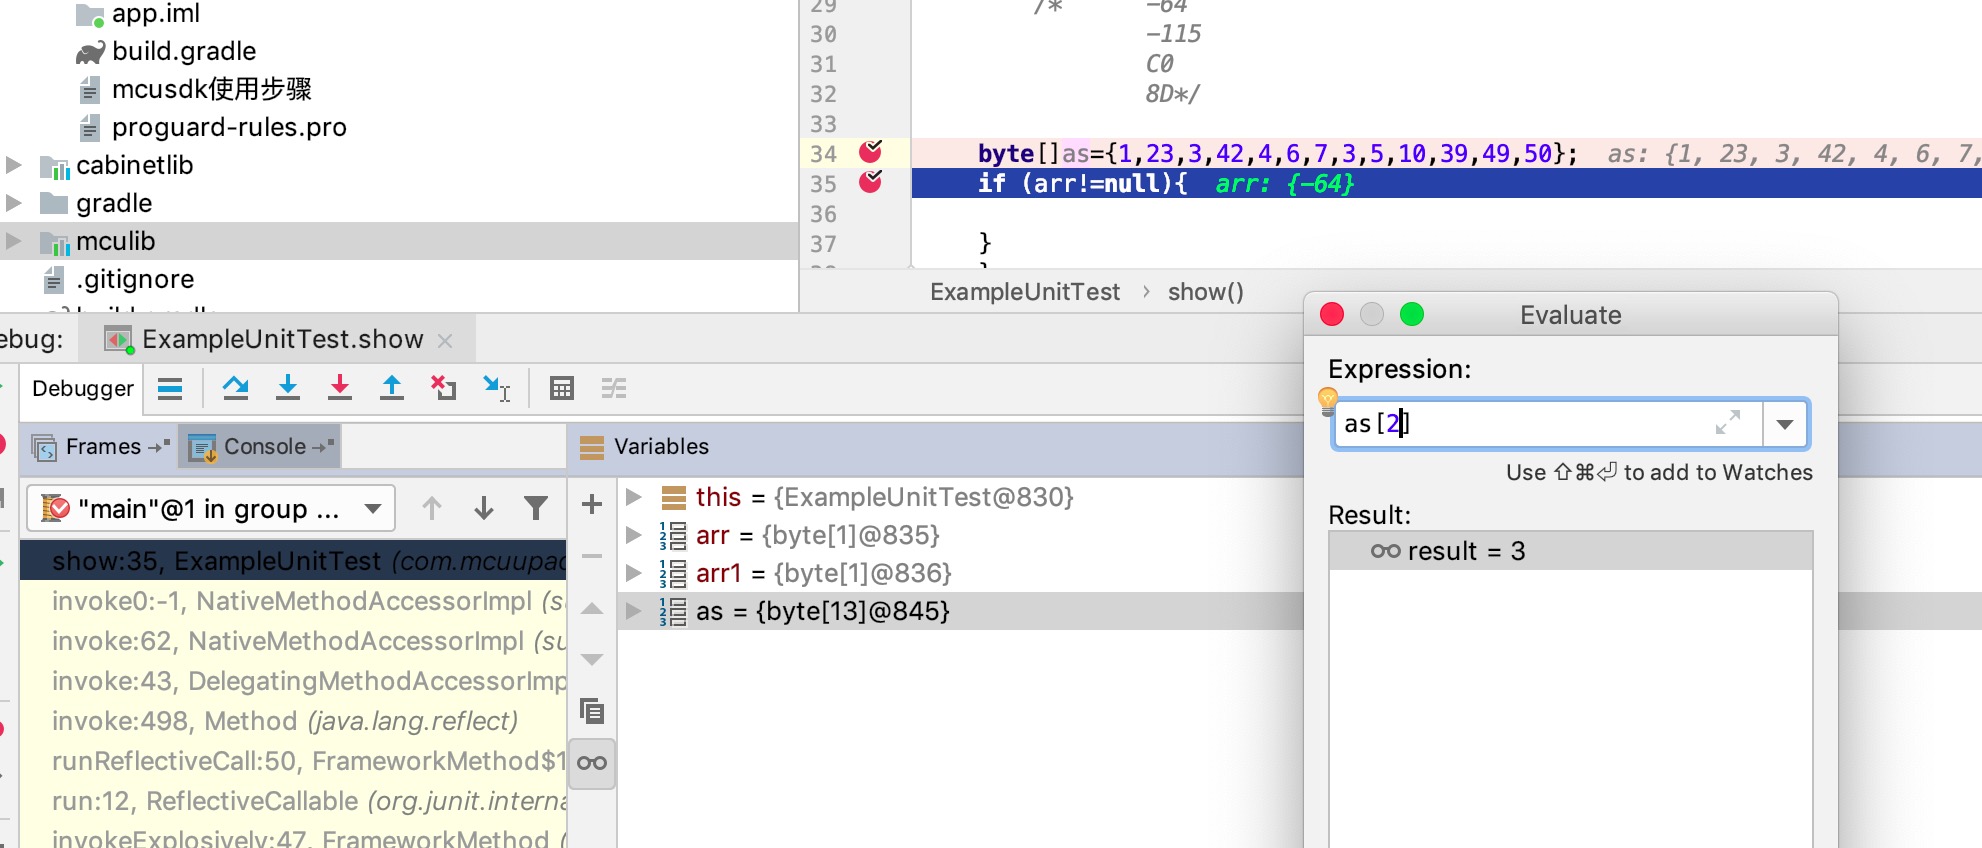 app.iml
build.gradle
mcusdk使用步骤
proguard-rules.pro
cabinetlib
gradle
mculib
.gitignore
29 /* -64
30 -115
31 C0
32 8D*/
33
34 byte[]as={1,23,3,42,4,6,7,3,5,10,39,49,50}; as: {1, 23, 3, 42, 4, 6, 7,
35 if (arr!=null){ arr: {-64}
36
37 }
ExampleUnitTest › show()
ebug: ExampleUnitTest.show
Debugger
Frames
Console
Variables
"main"@1 in group ...
show:35, ExampleUnitTest (com.mcuupad
invoke0:-1, NativeMethodAccessorImpl (s
invoke:62, NativeMethodAccessorImpl (su
invoke:43, DelegatingMethodAccessorImp
invoke:498, Method (java.lang.reflect)
runReflectiveCall:50, FrameworkMethod$1
run:12, ReflectiveCallable (org.junit.interna
invokeExplosively:47, FrameworkMethod (
this = {ExampleUnitTest@830}
arr = {byte[1]@835}
arr1 = {byte[1]@836}
as = {byte[13]@845}
Evaluate
Expression:
as[2]
Use ⇧⌘⏎ to add to Watches
Result:
result = 3